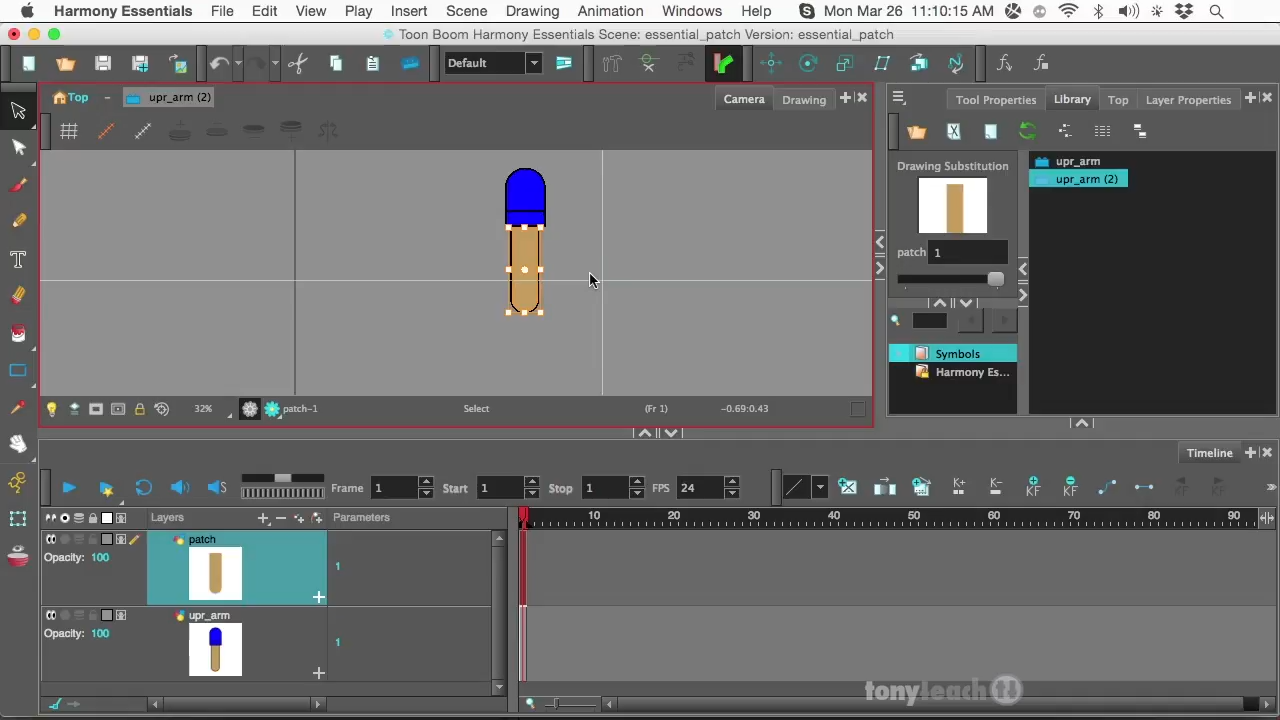 Harmony Essentials File Edit View Play Insert Scene Drawing Animation Windows Help Mon Mar 26 11:10:15 AM
Toon Boom Harmony Essentials Scene: essential_patch Version: essential_patch
Default
Top - upr_arm (2) Camera Drawing
Tool Properties Library Top Layer Properties
Drawing Substitution
patch 1
Symbols
Harmony Es...
upr_arm
upr_arm (2)
32% patch-1 Select (Fr 1) -0.69:0.43
Timeline
Frame 1 Start 1 Stop 1 FPS 24
KF KF
Layers Parameters 10 20 30 40 50 60 70 80 90
patch
Opacity: 100 1
upr_arm
Opacity: 100 1
tonyleach